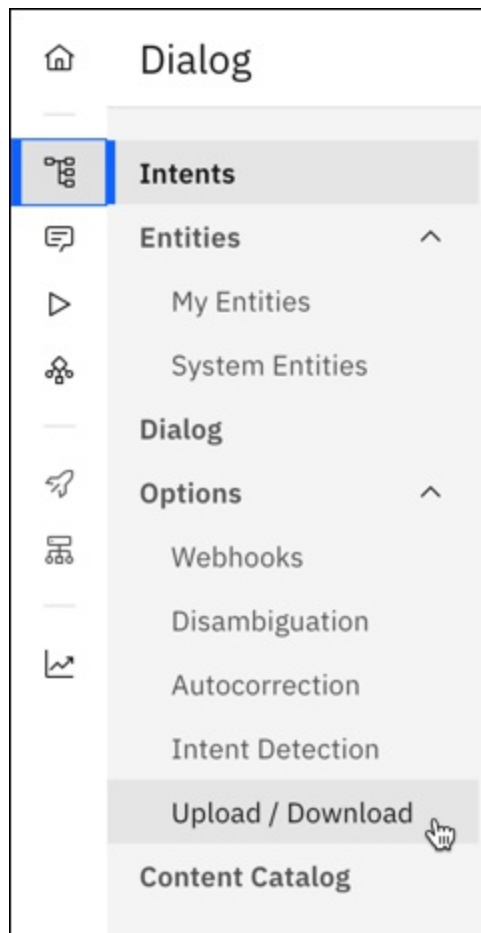 Dialog
Intents
Entities
My Entities
System Entities
Dialog
Options
Webhooks
Disambiguation
Autocorrection
Intent Detection
Upload / Download
Content Catalog